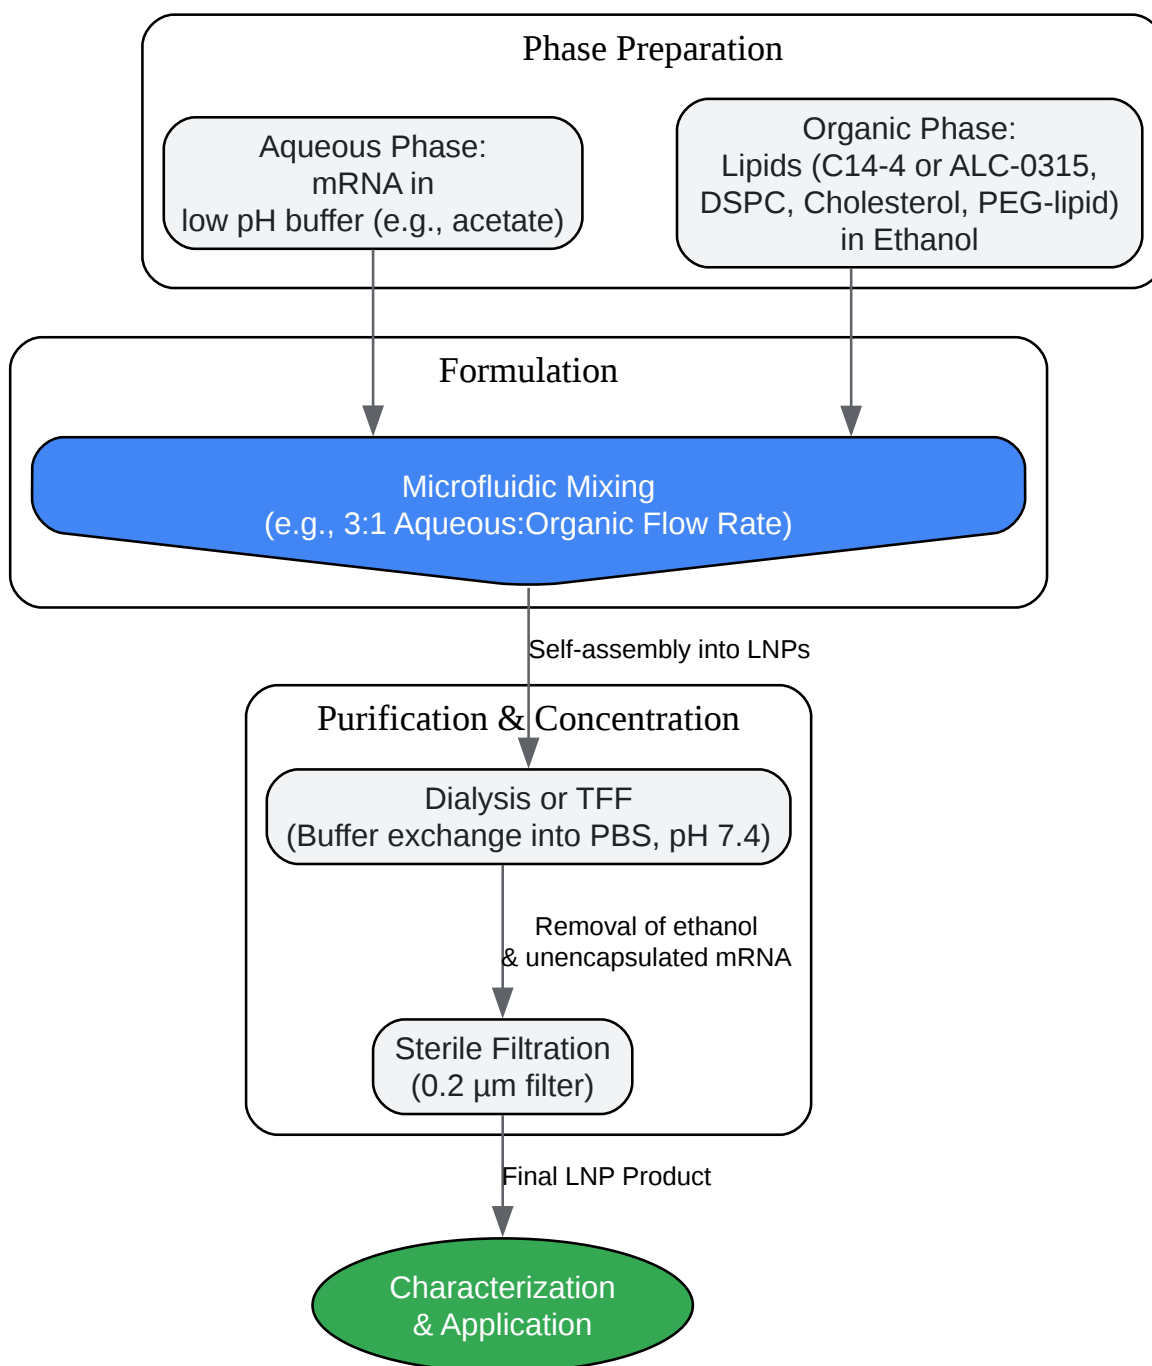 Phase Preparation
Aqueous Phase:
mRNA in
low pH buffer (e.g., acetate)
Organic Phase:
Lipids (C14-4 or ALC-0315,
DSPC, Cholesterol, PEG-lipid)
in Ethanol
Formulation
Microfluidic Mixing
(e.g., 3:1 Aqueous:Organic Flow Rate)
Self-assembly into LNPs
Purification & Concentration
Dialysis or TFF
(Buffer exchange into PBS, pH 7.4)
Removal of ethanol
& unencapsulated mRNA
Sterile Filtration
(0.2 µm filter)
Final LNP Product
Characterization
& Application